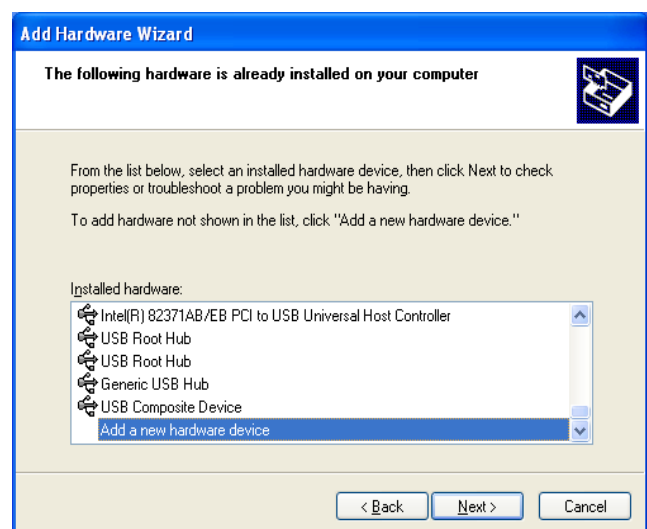 Add Hardware Wizard
The following hardware is already installed on your computer
From the list below, select an installed hardware device, then click Next to check
properties or troubleshoot a problem you might be having.
To add hardware not shown in the list, click "Add a new hardware device."
Installed hardware:
Intel(R) 82371AB/EB PCI to USB Universal Host Controller
USB Root Hub
USB Root Hub
Generic USB Hub
USB Composite Device
Add a new hardware device
< Back Next > Cancel